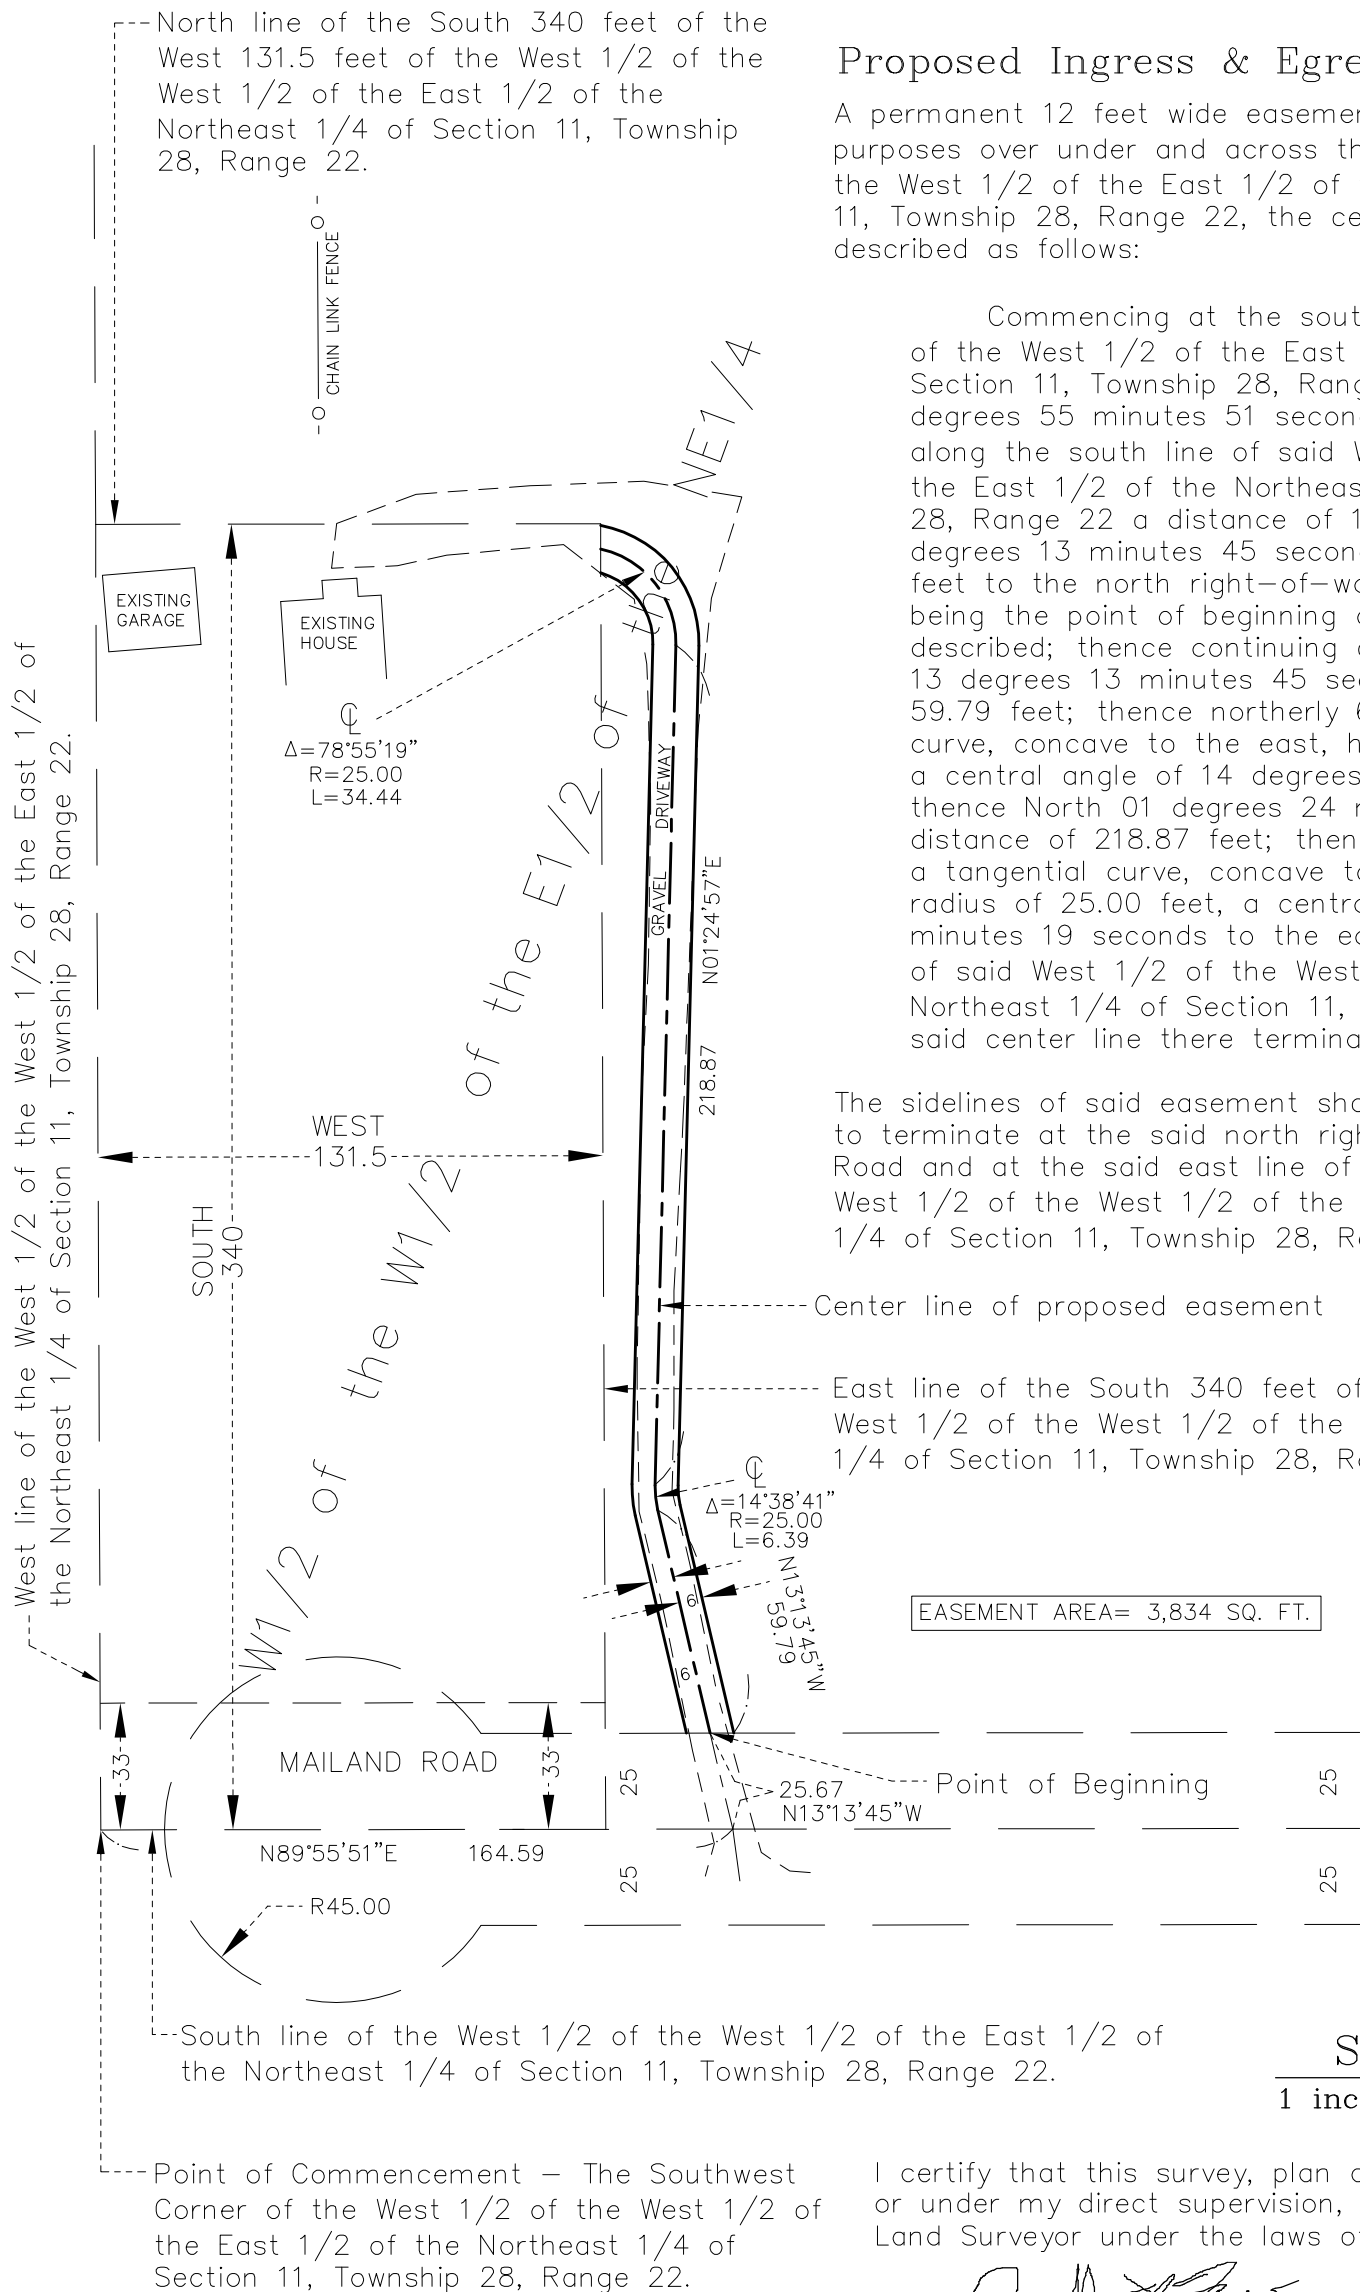 North line of the South 340 feet of the
West 131.5 feet of the West 1/2 of the
West 1/2 of the East 1/2 of the
Northeast 1/4 of Section 11, Township
28, Range 22.
CHAIN LINK FENCE
Proposed Ingress & Egre
A permanent 12 feet wide easemen
purposes over under and across th
the West 1/2 of the East 1/2 of
11, Township 28, Range 22, the ce
described as follows:
Commencing at the sout
of the West 1/2 of the East
Section 11, Township 28, Rang
degrees 55 minutes 51 secon
along the south line of said W
the East 1/2 of the Northeas
28, Range 22 a distance of 1
degrees 13 minutes 45 secon
feet to the north right-of-wa
being the point of beginning o
described; thence continuing
13 degrees 13 minutes 45 sec
59.79 feet; thence northerly 6
curve, concave to the east, h
a central angle of 14 degrees
thence North 01 degrees 24 m
distance of 218.87 feet; then
a tangential curve, concave to
radius of 25.00 feet, a centra
minutes 19 seconds to the ea
of said West 1/2 of the West
Northeast 1/4 of Section 11,
said center line there termina
The sidelines of said easement sha
to terminate at the said north righ
Road and at the said east line of
West 1/2 of the West 1/2 of the
1/4 of Section 11, Township 28, Ra
Center line of proposed easement
East line of the South 340 feet of
West 1/2 of the West 1/2 of the
1/4 of Section 11, Township 28, Ra
EASEMENT AREA= 3,834 SQ. FT.
W1/2 of the W1/2 of the E1/2 of the NE1/4
EXISTING
GARAGE
EXISTING
HOUSE
℄
Δ=78°55'19"
R=25.00
L=34.44
GRAVEL DRIVEWAY
N01°24'57"E
218.87
West line of the West 1/2 of the West 1/2 of the East 1/2 of
the Northeast 1/4 of Section 11, Township 28, Range 22.
WEST
131.5
SOUTH
340
℄
Δ=14°38'41"
R=25.00
L=6.39
N13°13'45"W
59.79
6
6
33
MAILAND ROAD
33
25
25.67
N13°13'45"W
Point of Beginning
25
N89°55'51"E 164.59
25
25
R45.00
South line of the West 1/2 of the West 1/2 of the East 1/2 of
the Northeast 1/4 of Section 11, Township 28, Range 22.
S
1 inc
Point of Commencement – The Southwest
Corner of the West 1/2 of the West 1/2 of
the East 1/2 of the Northeast 1/4 of
Section 11, Township 28, Range 22.
I certify that this survey, plan o
or under my direct supervision,
Land Surveyor under the laws o